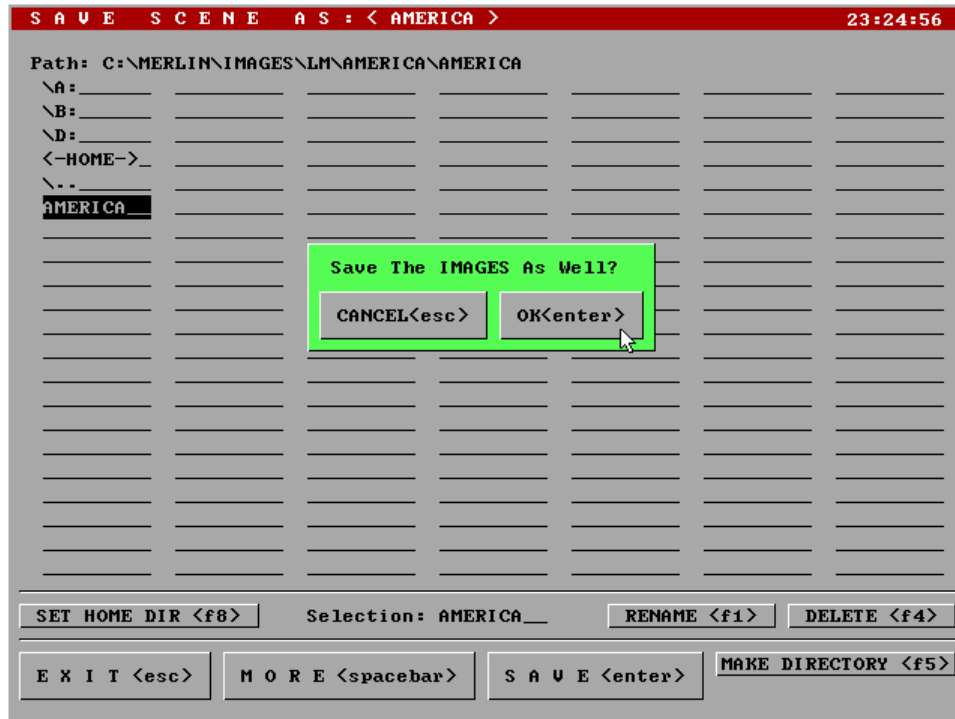 S A V E   S C E N E   A S : < AMERICA >   23:24:56
Path: C:\MERLIN\IMAGES\LM\AMERICA\AMERICA
\A:
\B:
\D:
<-HOME->
\..
AMERICA
Save The IMAGES As Well?
CANCEL<esc>   OK<enter>
SET HOME DIR <f8>   Selection: AMERICA__   RENAME <f1>   DELETE <f4>
E X I T <esc>   M O R E <spacebar>   S A V E <enter>   MAKE DIRECTORY <f5>